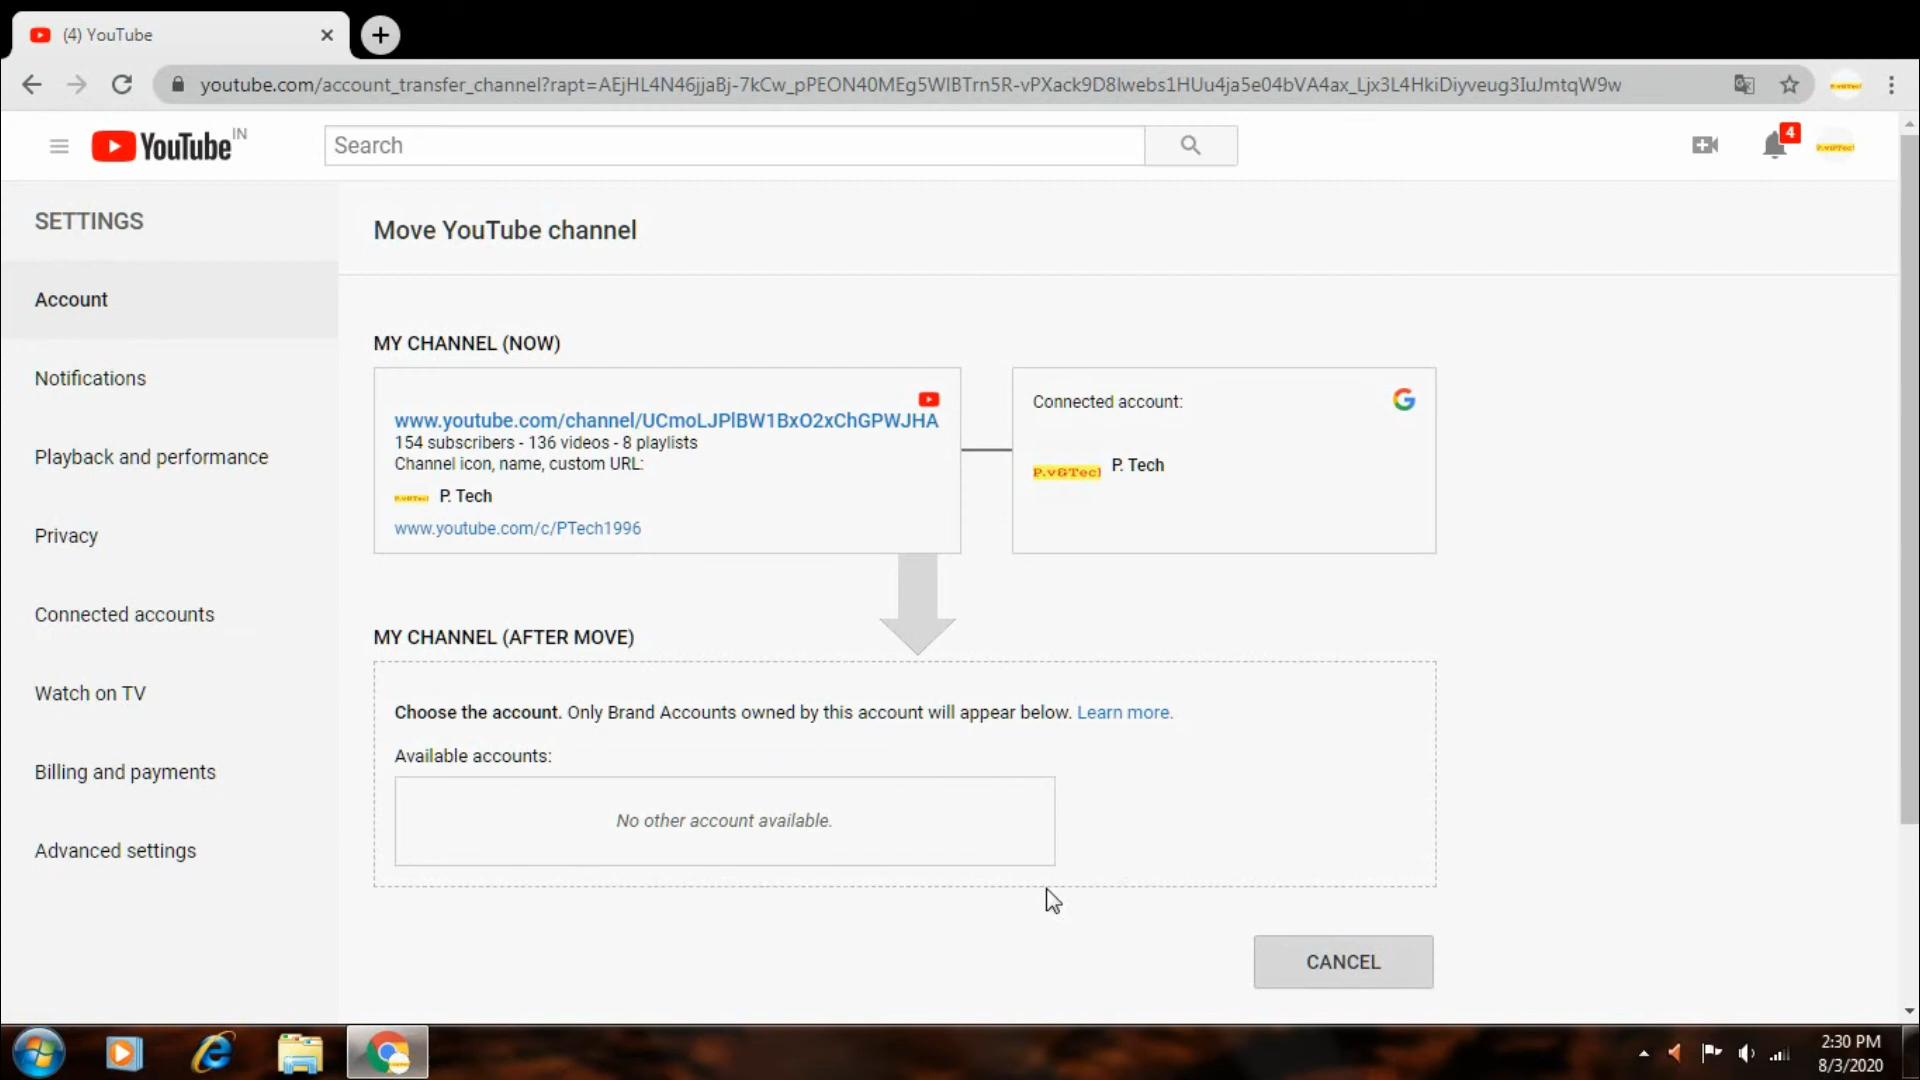 (4) YouTube
youtube.com/account_transfer_channel?rapt=AEjHL4N46jjaBj-7kCw_pPEON40MEg5WlBTrn5R-vPXack9D8lwebs1HUu4ja5e04bVA4ax_Ljx3L4HkiDiyveug3IuJmtqW9w
YouTube IN
Search
4
SETTINGS
Move YouTube channel
Account
MY CHANNEL (NOW)
Notifications
www.youtube.com/channel/UCmoLJPlBW1BxO2xChGPWJHA
154 subscribers - 136 videos - 8 playlists
Channel icon, name, custom URL:
P. Tech
www.youtube.com/c/PTech1996
Connected account:
P.v&Tec!
P. Tech
Playback and performance
Privacy
Connected accounts
MY CHANNEL (AFTER MOVE)
Watch on TV
Choose the account. Only Brand Accounts owned by this account will appear below. Learn more.
Available accounts:
Billing and payments
No other account available.
Advanced settings
CANCEL
2:30 PM
8/3/2020